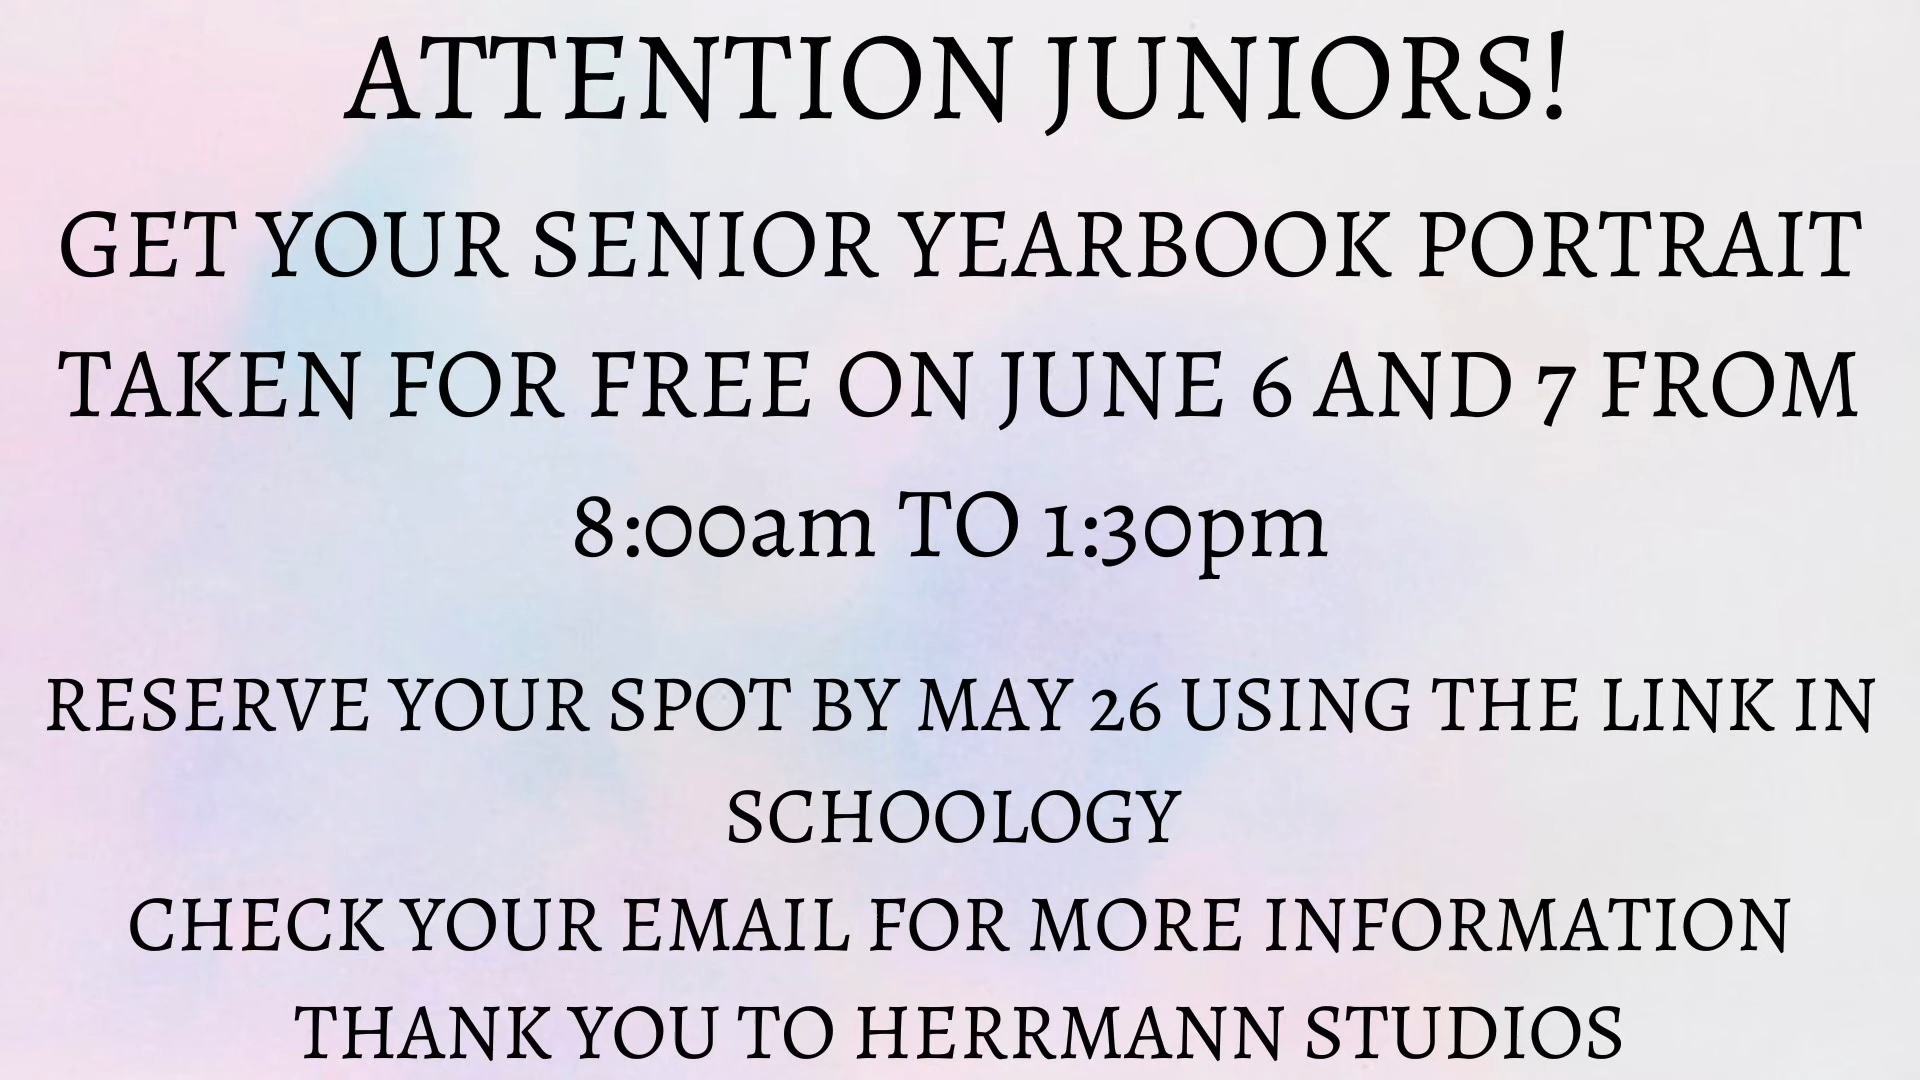 ATTENTION JUNIORS!
GET YOUR SENIOR YEARBOOK PORTRAIT
TAKEN FOR FREE ON JUNE 6 AND 7 FROM
8:00am TO 1:30pm
RESERVE YOUR SPOT BY MAY 26 USING THE LINK IN
SCHOOLOGY
CHECK YOUR EMAIL FOR MORE INFORMATION
THANK YOU TO HERRMANN STUDIOS